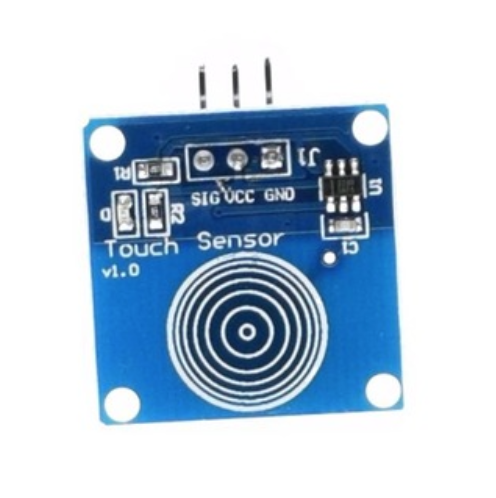 R1
J1
SIG VCC GND
U1
D
R2
C1
Touch Sensor
v1.0